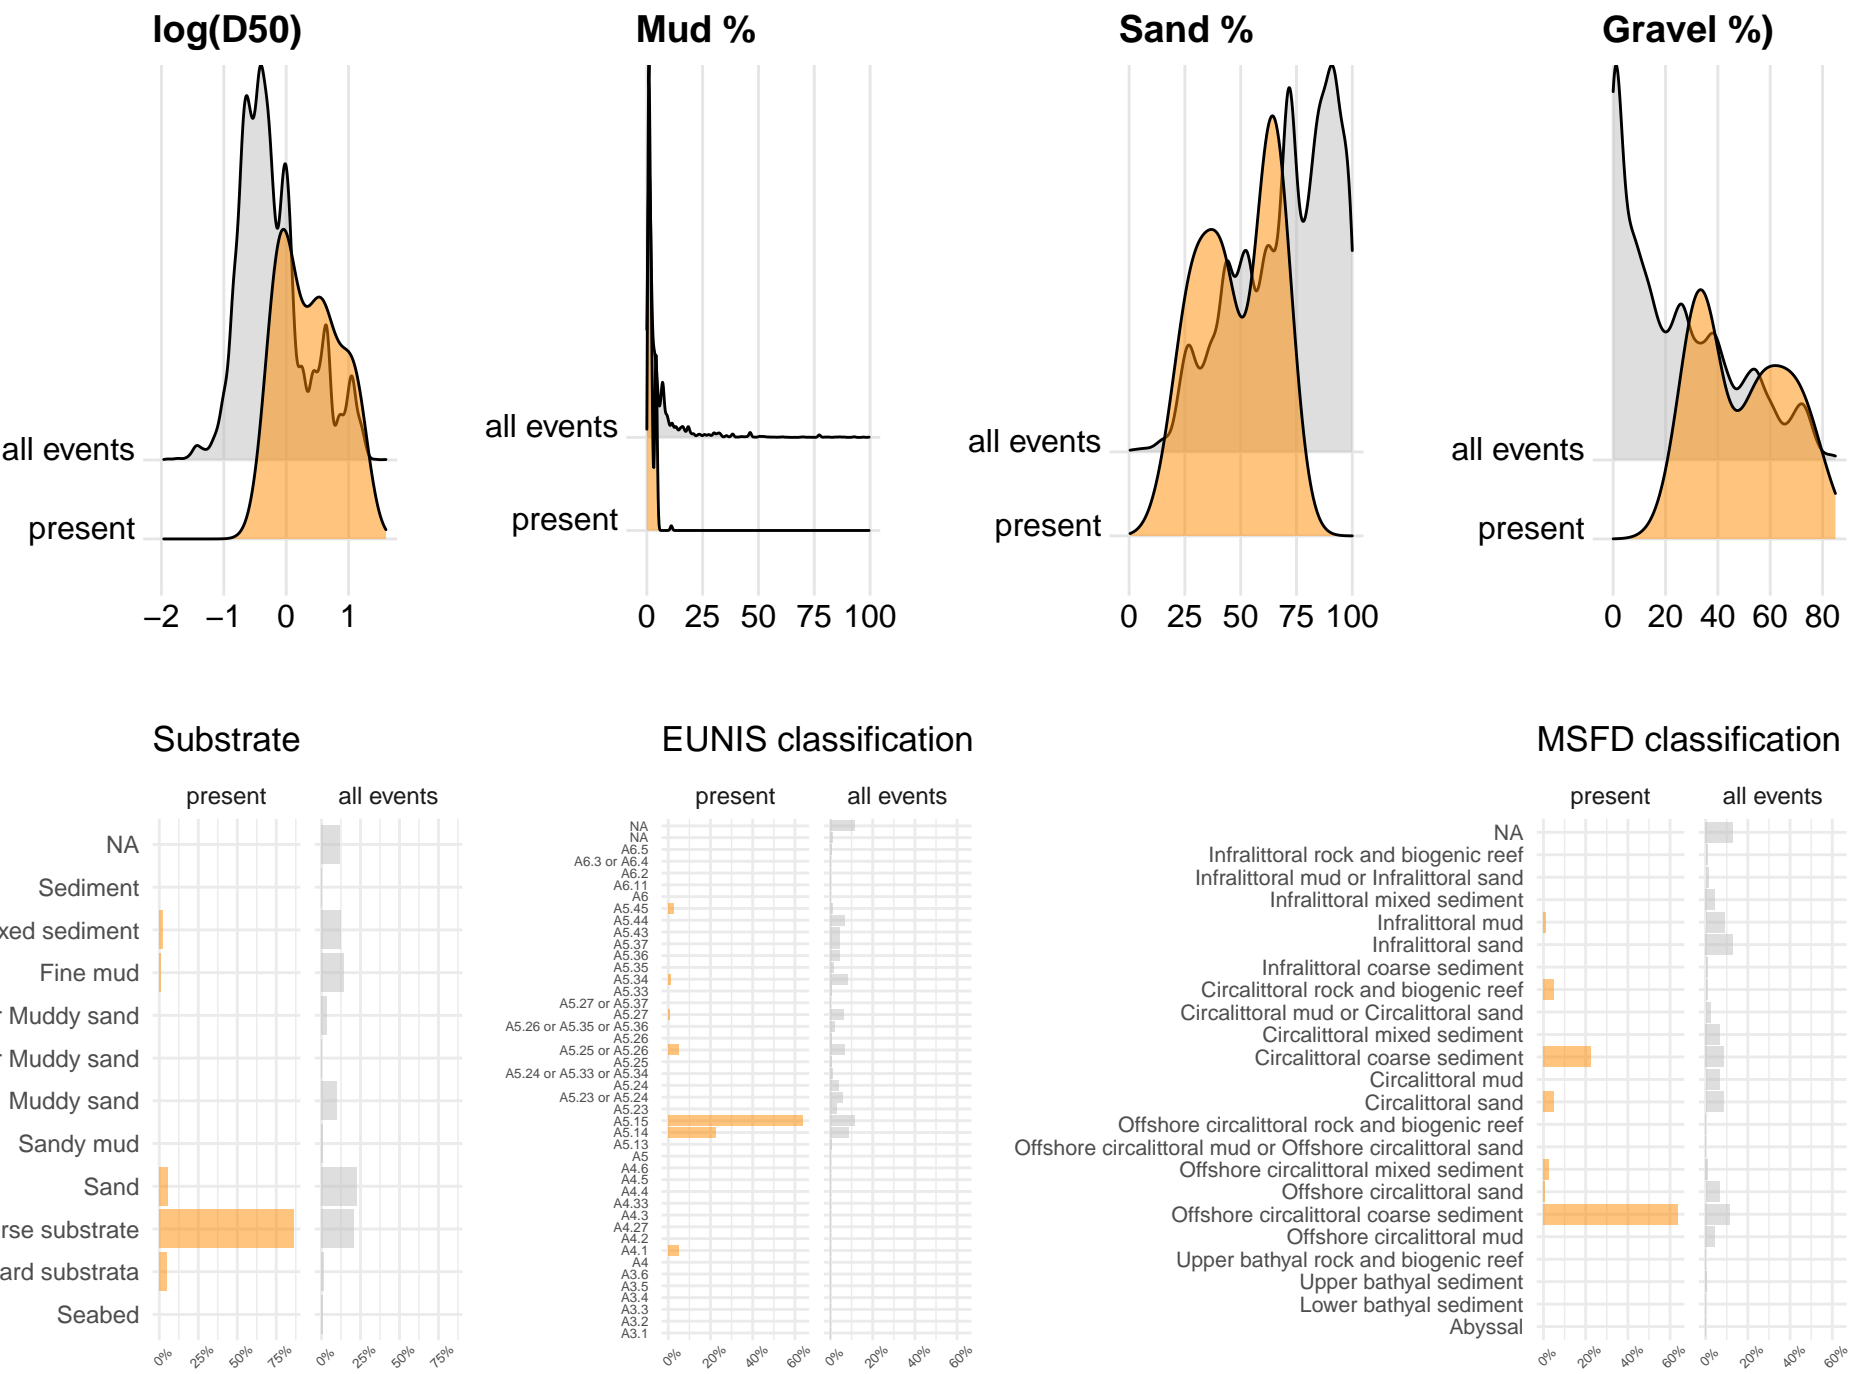 log(D50)
Mud %
Sand %
Gravel %)
all events
present
−2 −1 0 1
all events
present
0 25 50 75 100
all events
present
0 25 50 75 100
all events
present
0 20 40 60 80
Substrate
present all events
NA
Sediment
xed sediment
Fine mud
r Muddy sand
r Muddy sand
Muddy sand
Sandy mud
Sand
rse substrate
ard substrata
Seabed
0% 25% 50% 75% 0% 25% 50% 75%
EUNIS classification
present all events
NA
NA
A6.5
A6.3 or A6.4
A6.2
A6.11
A6
A5.45
A5.44
A5.43
A5.37
A5.36
A5.35
A5.34
A5.33
A5.27 or A5.37
A5.27
A5.26 or A5.35 or A5.36
A5.26
A5.25 or A5.26
A5.25
A5.24 or A5.33 or A5.34
A5.24
A5.23 or A5.24
A5.23
A5.15
A5.14
A5.13
A5
A4.6
A4.5
A4.4
A4.33
A4.3
A4.27
A4.2
A4.1
A4
A3.6
A3.5
A3.4
A3.3
A3.2
A3.1
0% 20% 40% 60% 0% 20% 40% 60%
MSFD classification
present all events
NA
Infralittoral rock and biogenic reef
Infralittoral mud or Infralittoral sand
Infralittoral mixed sediment
Infralittoral mud
Infralittoral sand
Infralittoral coarse sediment
Circalittoral rock and biogenic reef
Circalittoral mud or Circalittoral sand
Circalittoral mixed sediment
Circalittoral coarse sediment
Circalittoral mud
Circalittoral sand
Offshore circalittoral rock and biogenic reef
Offshore circalittoral mud or Offshore circalittoral sand
Offshore circalittoral mixed sediment
Offshore circalittoral sand
Offshore circalittoral coarse sediment
Offshore circalittoral mud
Upper bathyal rock and biogenic reef
Upper bathyal sediment
Lower bathyal sediment
Abyssal
0% 20% 40% 60% 0% 20% 40% 60%